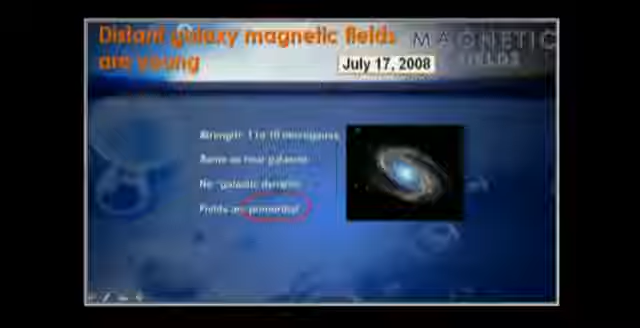 Distant galaxy magnetic fields
are young
MAGNETIC
FIELDS
July 17, 2008
Strength: 1 to 10 microgauss
Same as near galaxies
No "galactic dynamo"
Fields are primordial